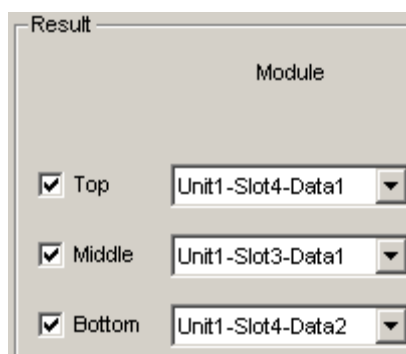 Result
Module
Top Unit1-Slot4-Data1
Middle Unit1-Slot3-Data1
Bottom Unit1-Slot4-Data2